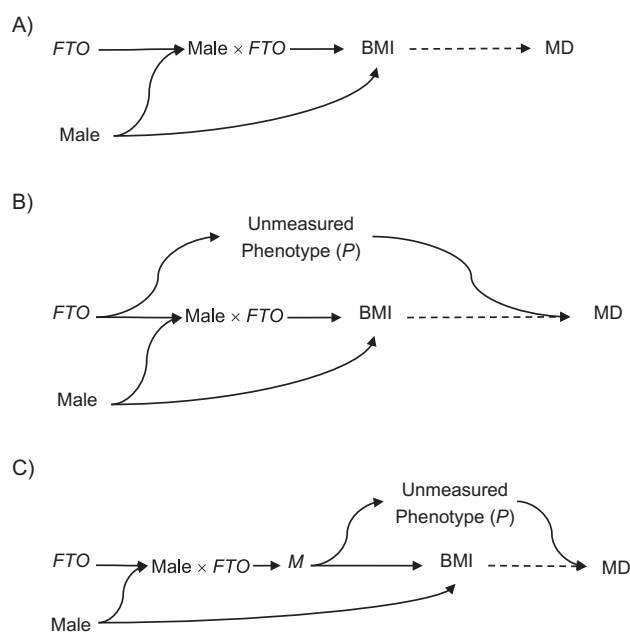 A)
FTO Male × FTO BMI MD
Male
B)
Unmeasured
Phenotype (P)
FTO Male × FTO BMI MD
Male
C)
Unmeasured
Phenotype (P)
FTO Male × FTO M BMI MD
Male